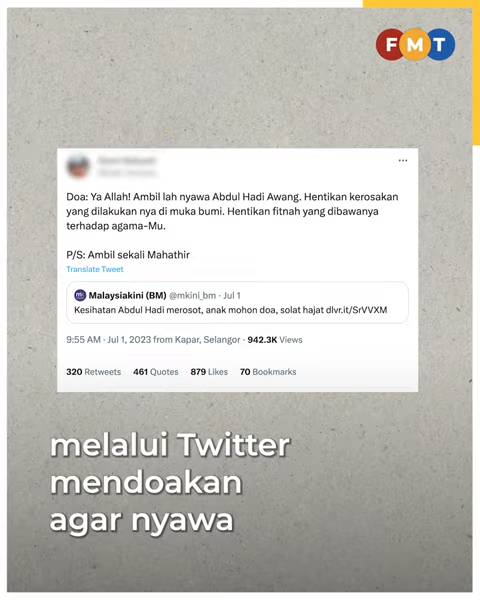 FMT
Doa: Ya Allah! Ambil lah nyawa Abdul Hadi Awang. Hentikan kerosakan
yang dilakukan nya di muka bumi. Hentikan fitnah yang dibawanya
terhadap agama-Mu.
P/S: Ambil sekali Mahathir
Translate Tweet
m: Malaysiakini (BM) @mkini_bm · Jul 1
Kesihatan Abdul Hadi merosot, anak mohon doa, solat hajat dlvr.it/SrVVXM
9:55 AM · Jul 1, 2023 from Kapar, Selangor · 942.3K Views
320 Retweets 461 Quotes 879 Likes 70 Bookmarks
melalui Twitter
mendoakan
agar nyawa